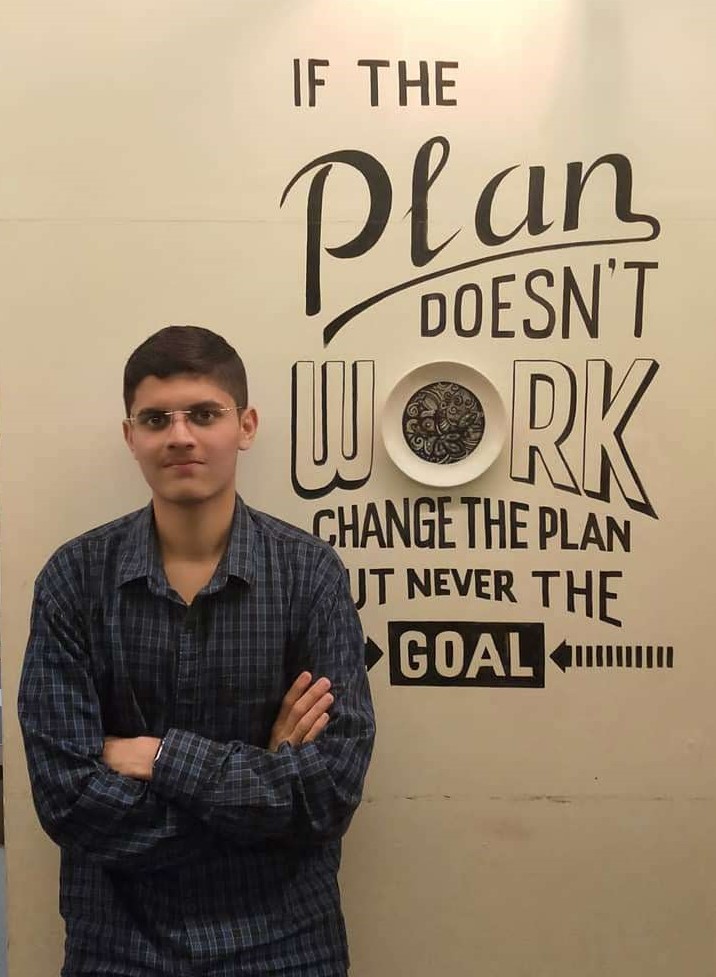 IF THE
Plan
DOESN'T
WORK
CHANGE THE PLAN
UT NEVER THE
GOAL